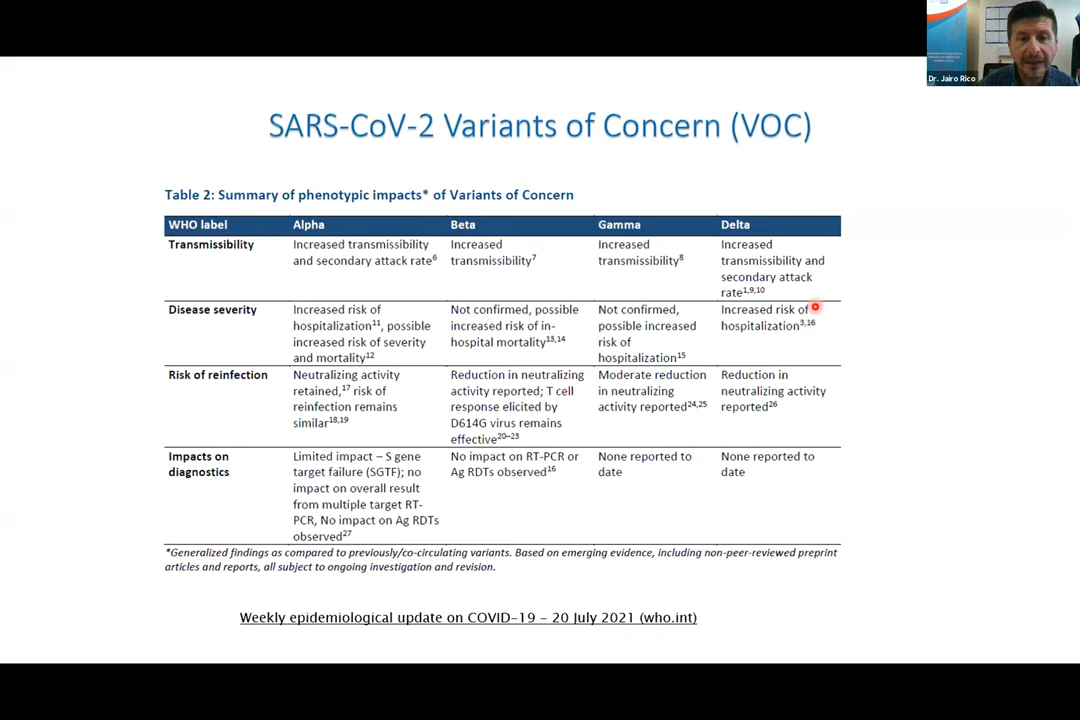 Dr. Jairo Rico
SARS-CoV-2 Variants of Concern (VOC)
Table 2: Summary of phenotypic impacts* of Variants of Concern
WHO label Alpha Beta Gamma Delta
Transmissibility
Increased transmissibility
and secondary attack rate6
Increased
transmissibility7
Increased
transmissibility8
Increased
transmissibility and
secondary attack
rate1,9,10
Disease severity
Increased risk of
hospitalization11, possible
increased risk of severity
and mortality12
Not confirmed, possible
increased risk of in-
hospital mortality13,14
Not confirmed,
possible increased
risk of
hospitalization15
Increased risk of
hospitalization3,16
Risk of reinfection
Neutralizing activity
retained,17 risk of
reinfection remains
similar18,19
Reduction in neutralizing
activity reported; T cell
response elicited by
D614G virus remains
effective20–23
Moderate reduction
in neutralizing
activity reported24,25
Reduction in
neutralizing activity
reported26
Impacts on
diagnostics
Limited impact – S gene
target failure (SGTF); no
impact on overall result
from multiple target RT-
PCR, No impact on Ag RDTs
observed27
No impact on RT-PCR or
Ag RDTs observed16
None reported to
date
None reported to
date
*Generalized findings as compared to previously/co-circulating variants. Based on emerging evidence, including non-peer-reviewed preprint
articles and reports, all subject to ongoing investigation and revision.
Weekly epidemiological update on COVID-19 – 20 July 2021 (who.int)